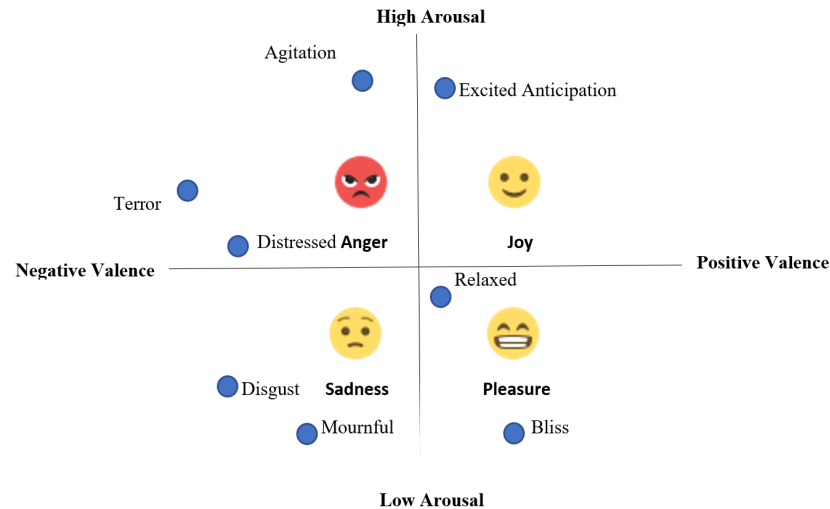 High Arousal
Agitation
Excited Anticipation
Terror
Distressed Anger
Joy
Negative Valence
Positive Valence
Relaxed
Disgust
Sadness
Pleasure
Mournful
Bliss
Low Arousal